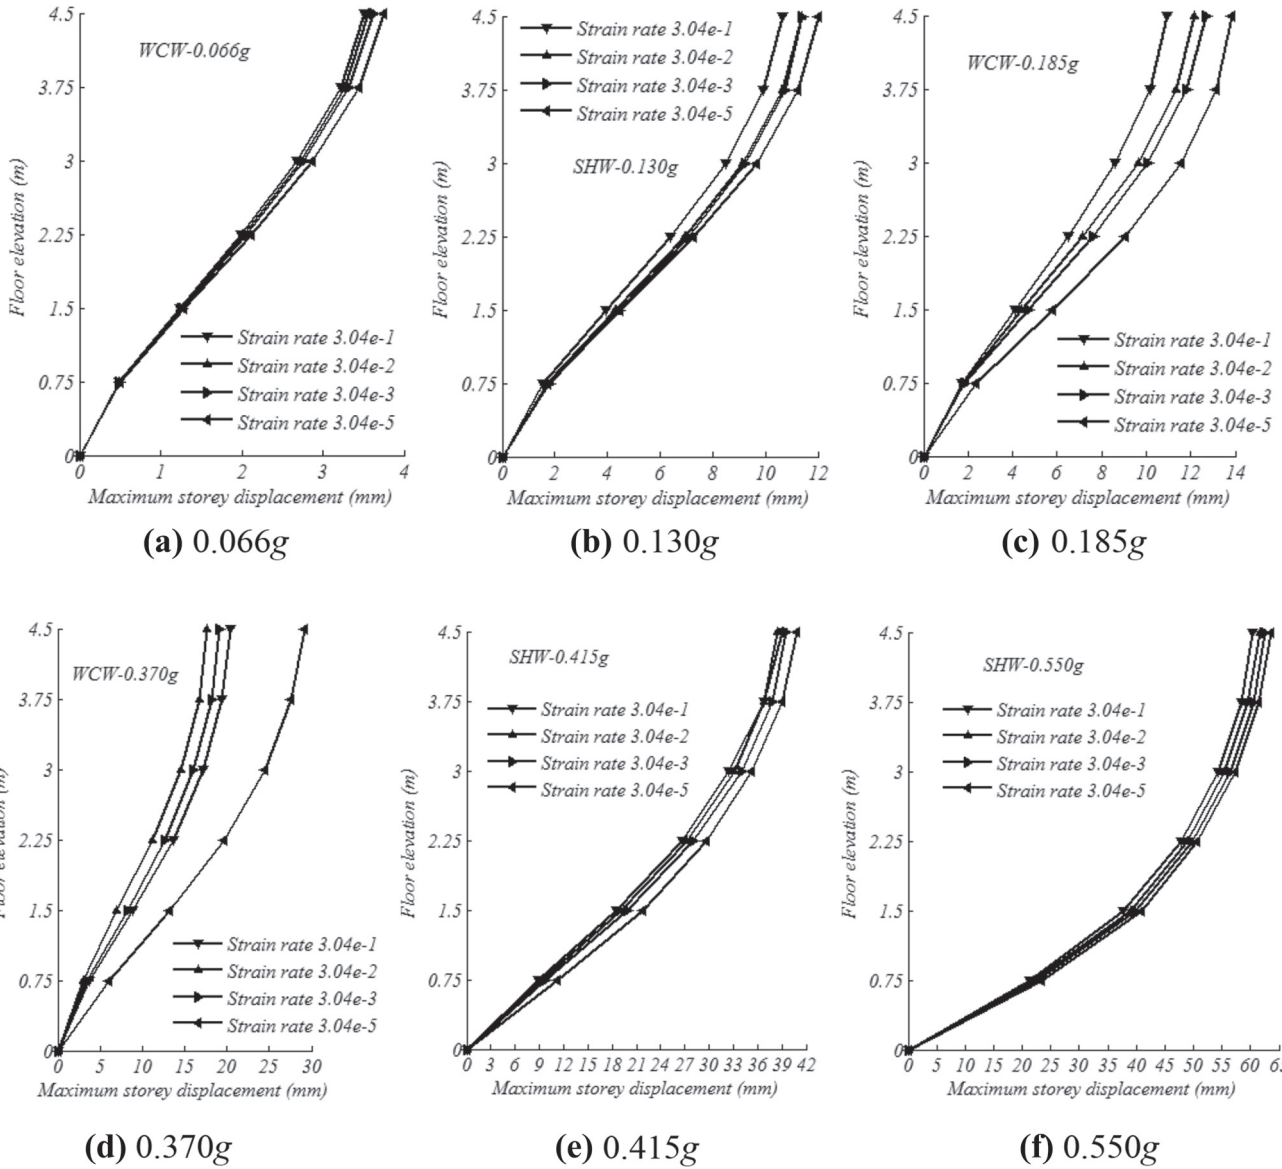 4.5
3.75
3
2.25
1.5
0.75
0
WCW-0.066g
Strain rate 3.04e-1
Strain rate 3.04e-2
Strain rate 3.04e-3
Strain rate 3.04e-5
0 1 2 3 4
Floor elevation (m)
Maximum storey displacement (mm)
(a) 0.066g
4.5
3.75
3
2.25
1.5
0.75
0
Strain rate 3.04e-1
Strain rate 3.04e-2
Strain rate 3.04e-3
Strain rate 3.04e-5
SHW-0.130g
0 2 4 6 8 10 12
Floor elevation (m)
Maximum storey displacement (mm)
(b) 0.130g
4.5
3.75
3
2.25
1.5
0.75
0
WCW-0.185g
Strain rate 3.04e-1
Strain rate 3.04e-2
Strain rate 3.04e-3
Strain rate 3.04e-5
0 2 4 6 8 10 12 14
Floor elevation (m)
Maximum storey displacement (mm)
(c) 0.185g
4.5
3.75
3
2.25
1.5
0.75
0
WCW-0.370g
Strain rate 3.04e-1
Strain rate 3.04e-2
Strain rate 3.04e-3
Strain rate 3.04e-5
0 5 10 15 20 25 30
Floor elevation (m)
Maximum storey displacement (mm)
(d) 0.370g
4.5
3.75
3
2.25
1.5
0.75
0
SHW-0.415g
Strain rate 3.04e-1
Strain rate 3.04e-2
Strain rate 3.04e-3
Strain rate 3.04e-5
0 3 6 9 12 15 18 21 24 27 30 33 36 39 42
Floor elevation (m)
Maximum storey displacement (mm)
(e) 0.415g
4.5
3.75
3
2.25
1.5
0.75
0
SHW-0.550g
Strain rate 3.04e-1
Strain rate 3.04e-2
Strain rate 3.04e-3
Strain rate 3.04e-5
0 5 10 15 20 25 30 35 40 45 50 55 60
Floor elevation (m)
Maximum storey displacement (mm)
(f) 0.550g